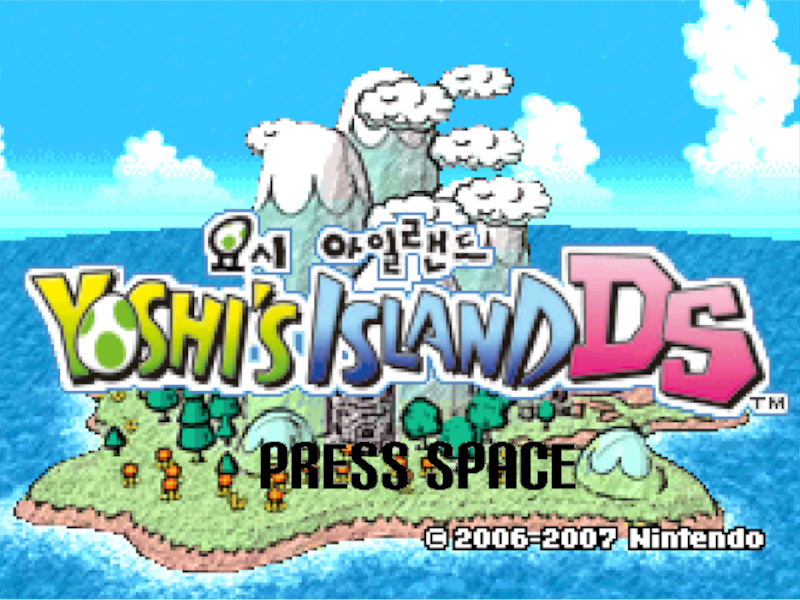 요시 아일랜드
YOSHI'S ISLAND DS
TM
PRESS SPACE
© 2006-2007 Nintendo